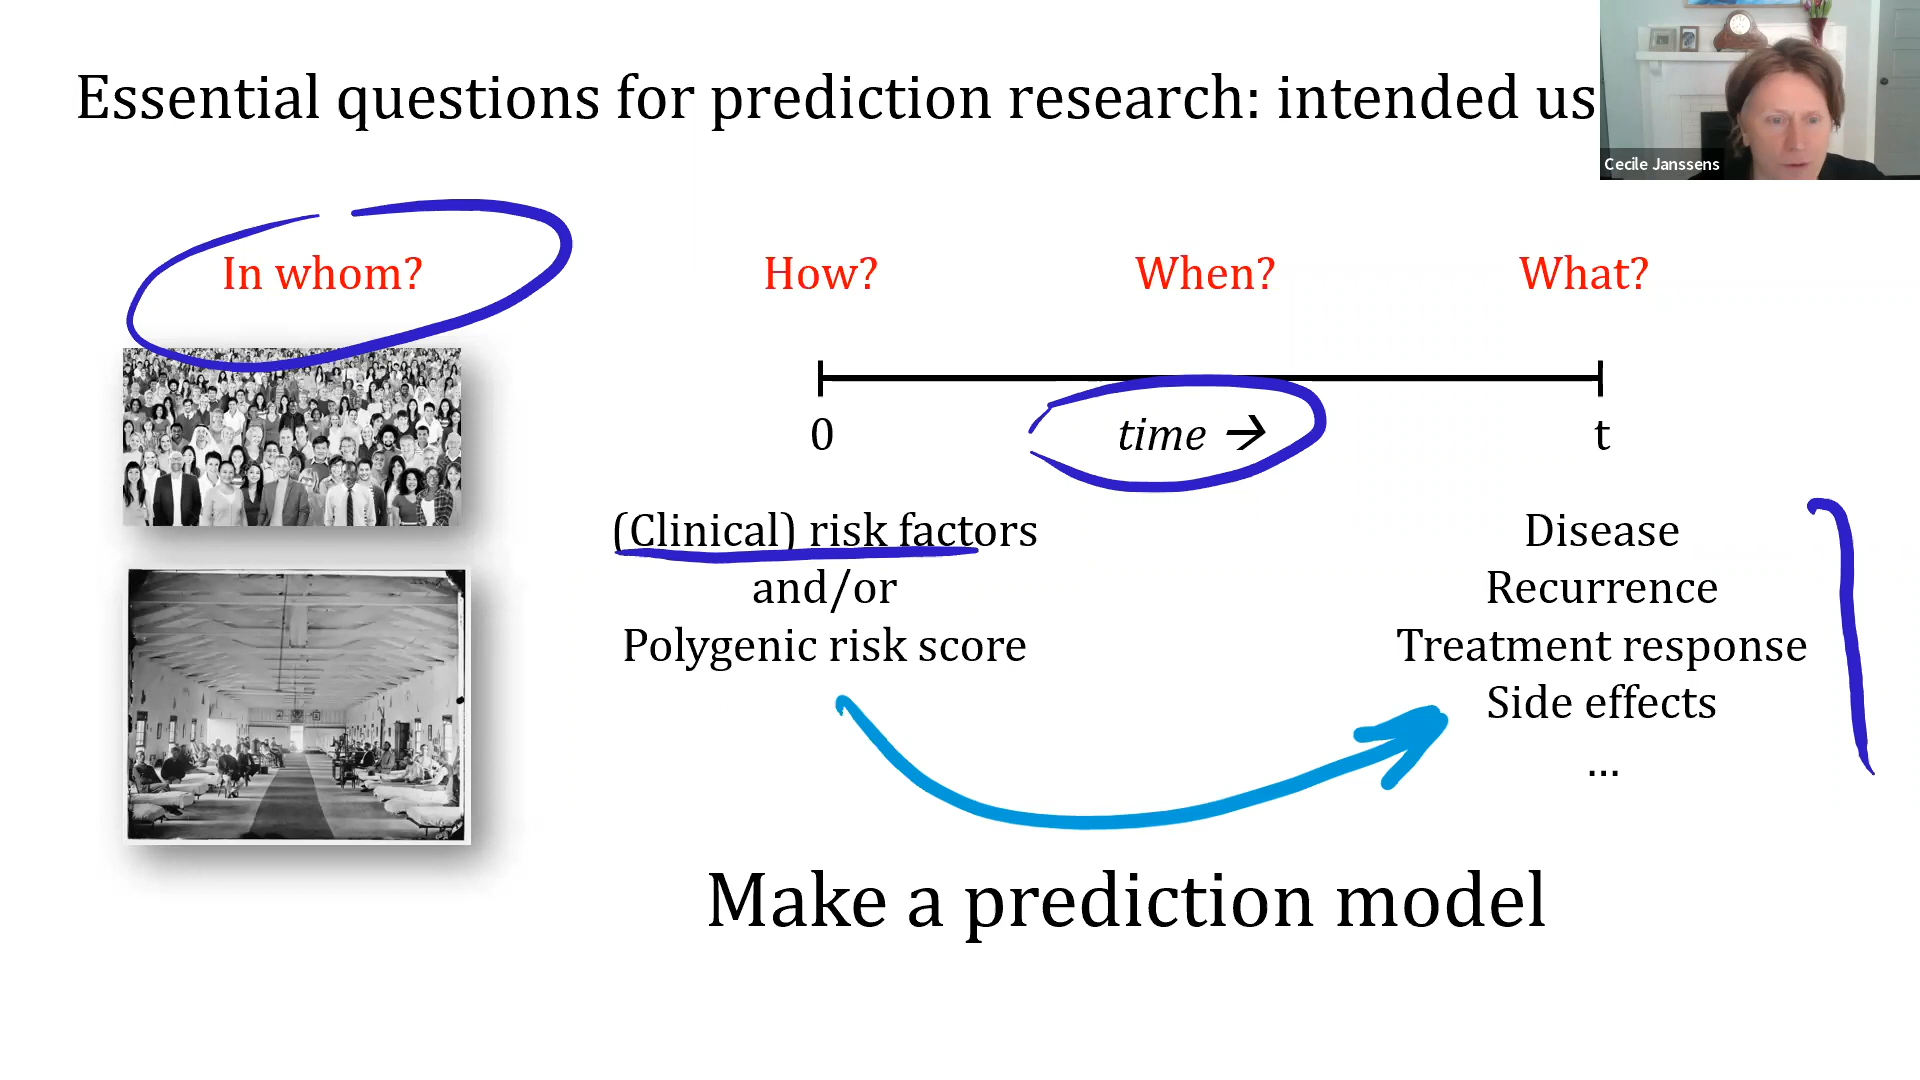 Essential questions for prediction research: intended us
Cecile Janssens
In whom?
How?
When?
What?
0
time →
t
(Clinical) risk factors
and/or
Polygenic risk score
Disease
Recurrence
Treatment response
Side effects
...
Make a prediction model